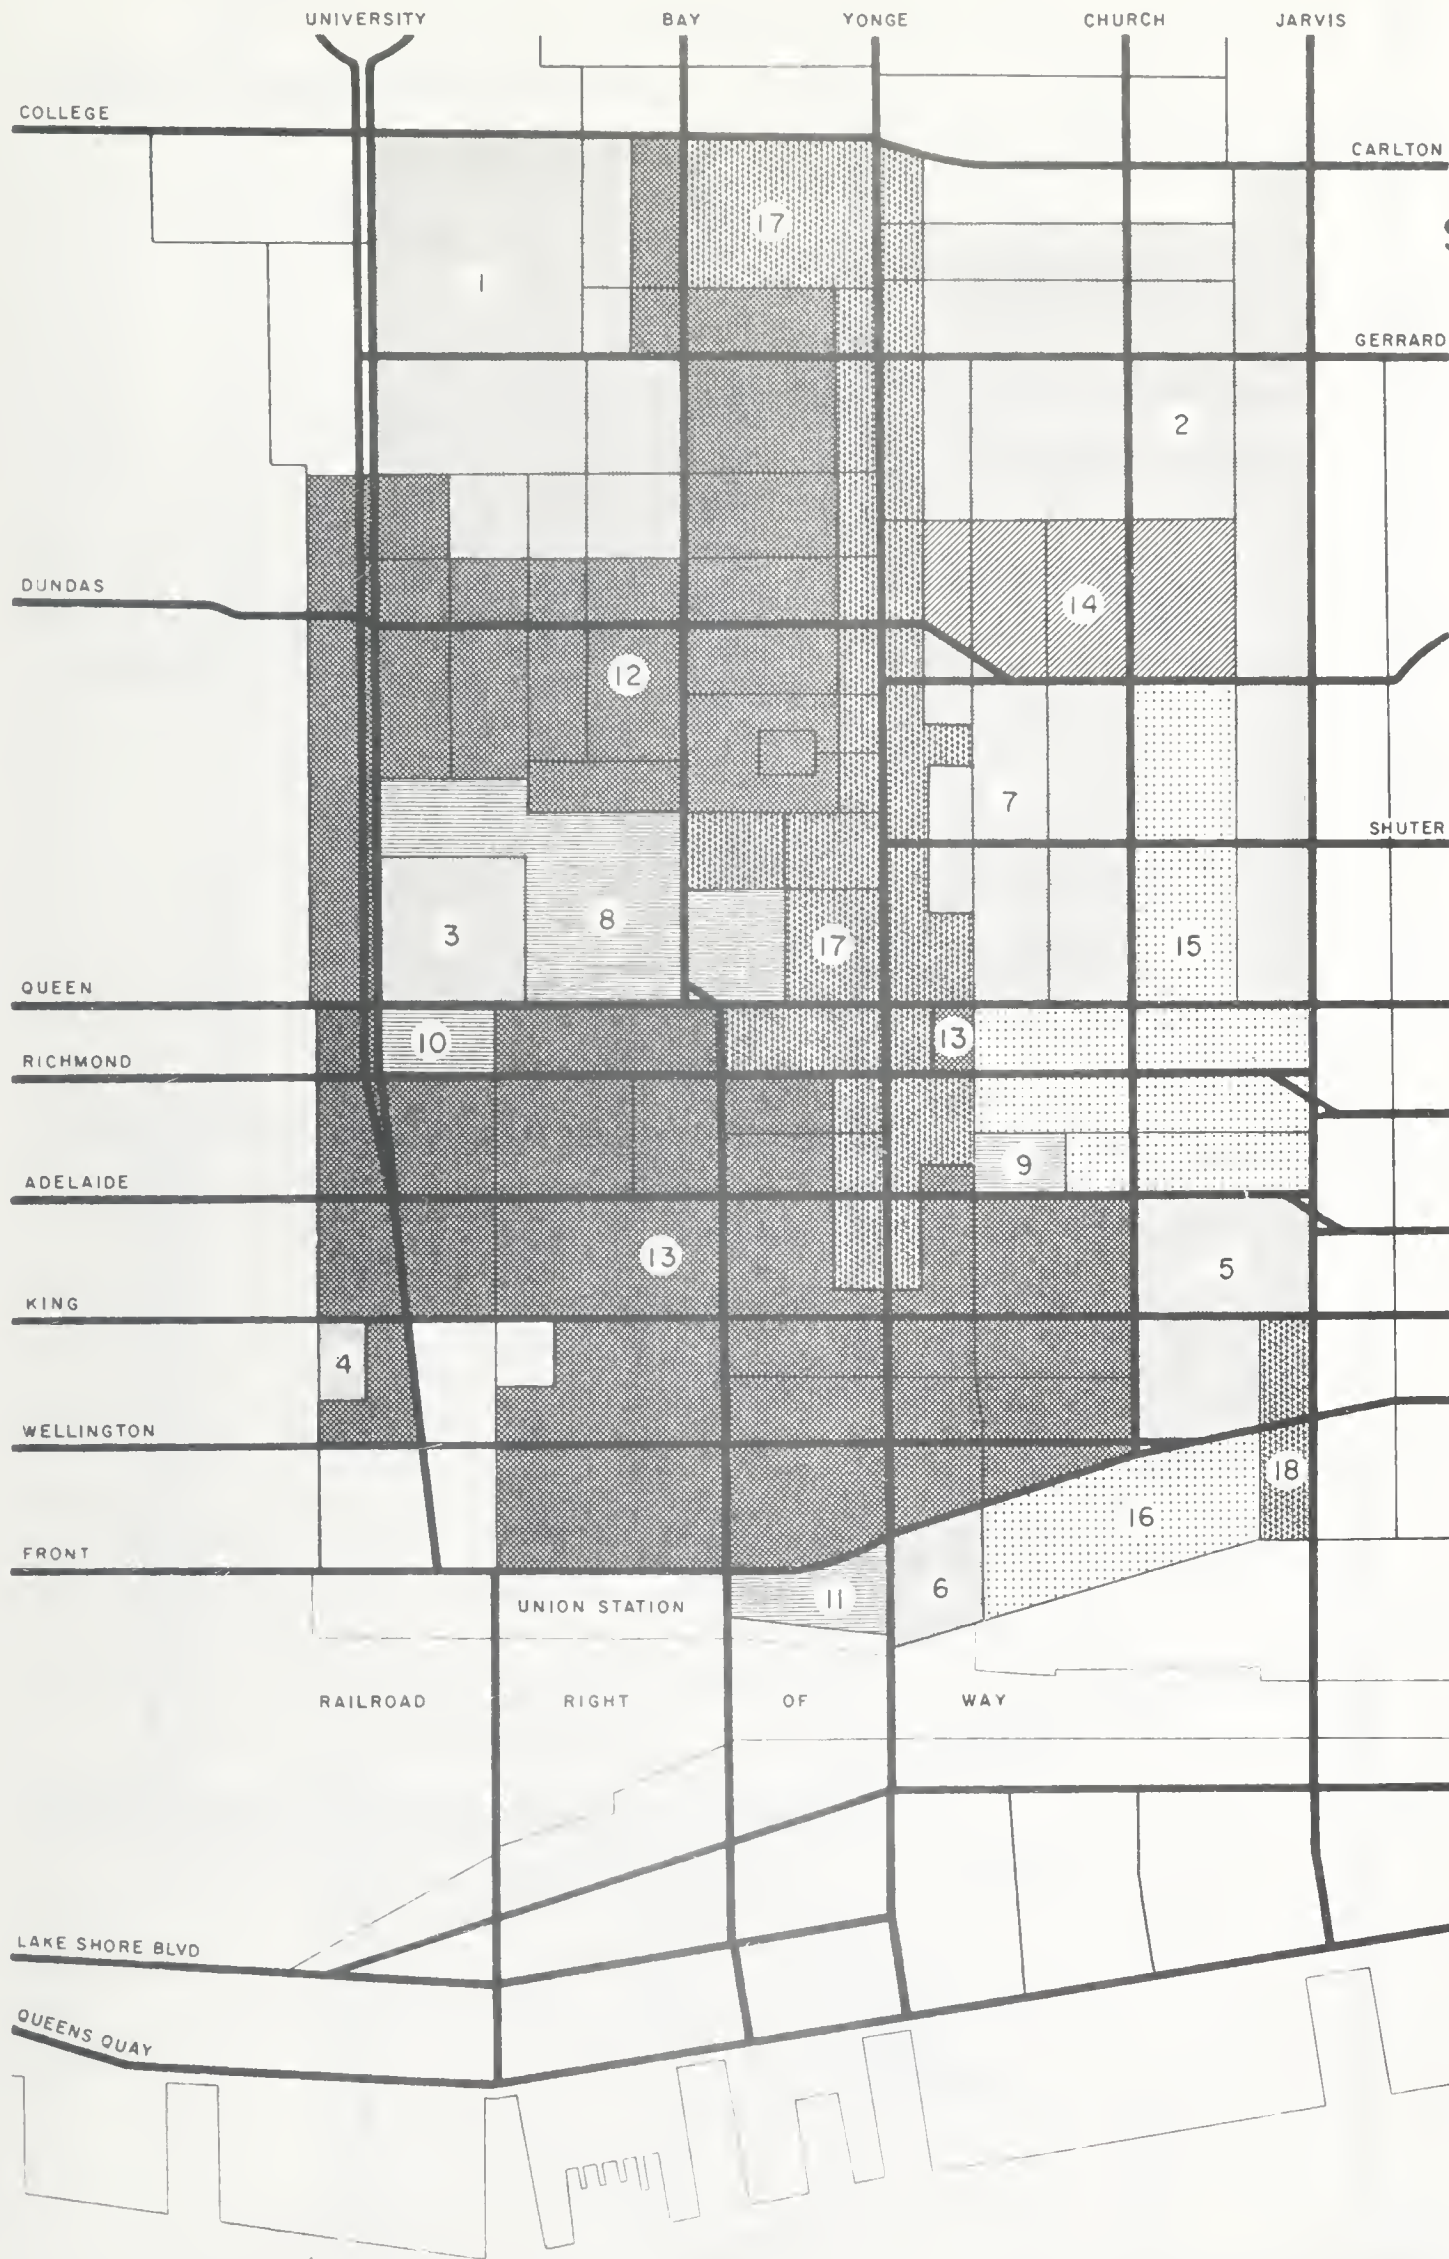 UNIVERSITY BAY YONGE CHURCH JARVIS
COLLEGE
CARLTON
17
1
GERRARD
2
DUNDAS
14
12
7
SHUTER
3
8
17
15
QUEEN
10
13
RICHMOND
9
ADELAIDE
13
5
KING
4
WELLINGTON
18
16
FRONT
11
6
UNION STATION
RAILROAD RIGHT OF WAY
LAKE SHORE BLVD
QUEENS QUAY